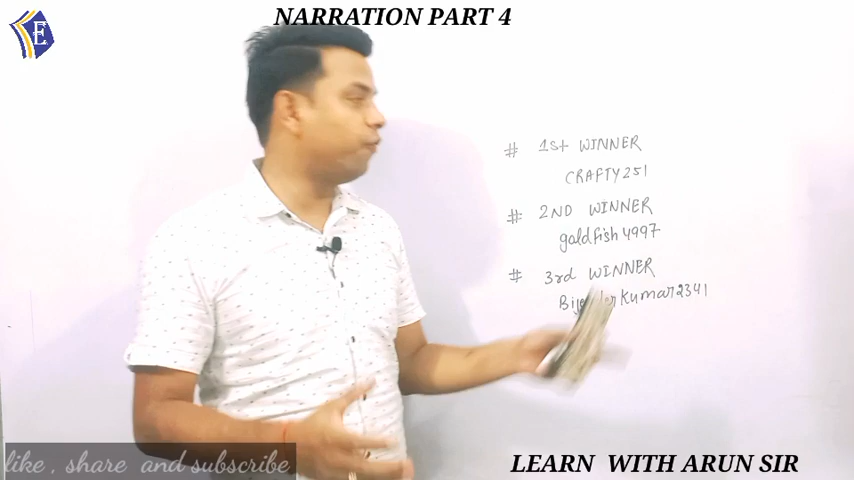 NARRATION PART 4
E
# 1st WINNER
CRAFTY251
# 2ND WINNER
goldfish4997
# 3rd WINNER
like , share and subscribe
LEARN WITH ARUN SIR